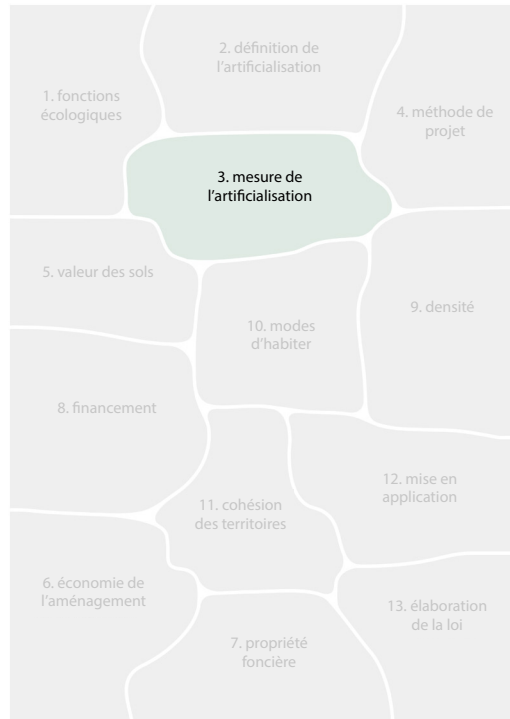 2. définition de
l'artificialisation
1. fonctions
écologiques
4. méthode de
projet
3. mesure de
l'artificialisation
5. valeur des sols
9. densité
10. modes
d'habiter
8. financement
12. mise en
application
11. cohésion
des territoires
6. économie de
l'aménagement
13. élaboration
de la loi
7. propriété
foncière